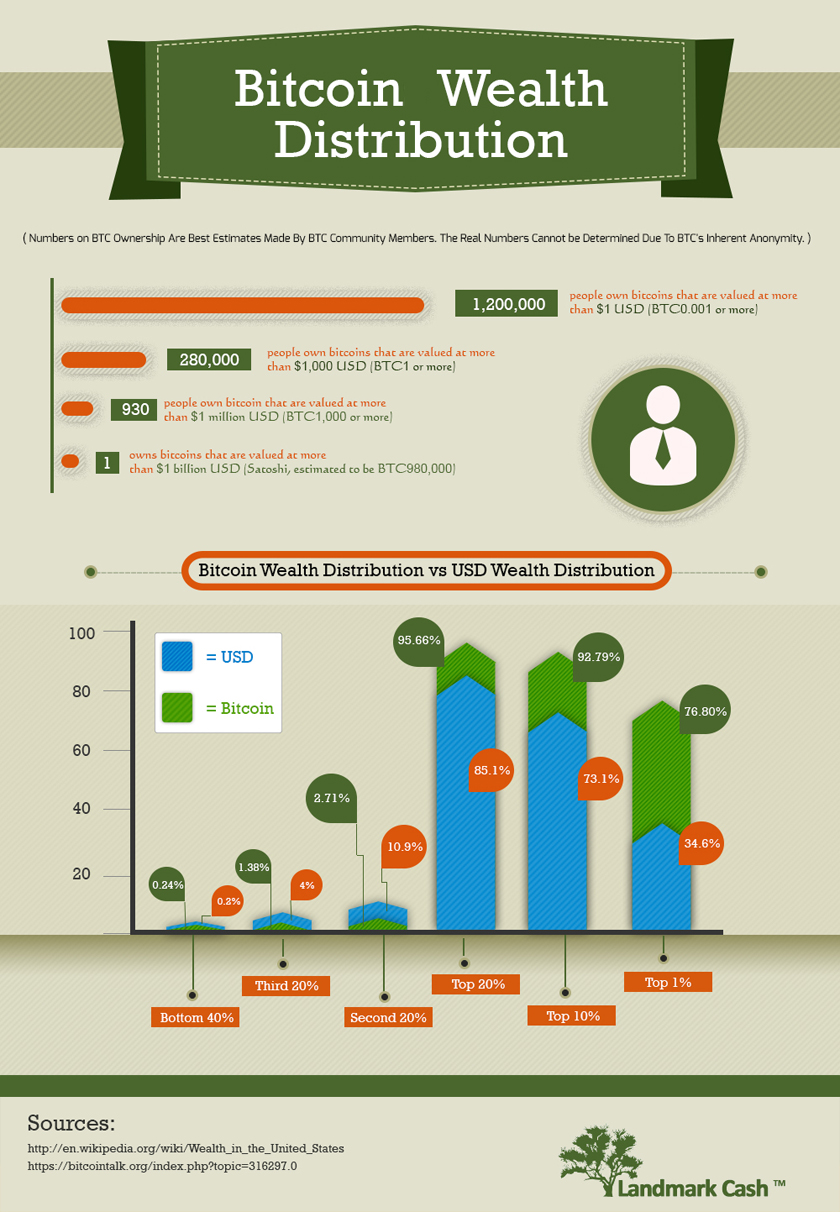 Bitcoin Wealth
Distribution
( Numbers on BTC Ownership Are Best Estimates Made By BTC Community Members. The Real Numbers Cannot be Determined Due To BTC's Inherent Anonymity. )
1,200,000
people own bitcoins that are valued at more
than $1 USD (BTC0.001 or more)
280,000
people own bitcoins that are valued at more
than $1,000 USD (BTC1 or more)
930
people own bitcoin that are valued at more
than $1 million USD (BTC1,000 or more)
1
owns bitcoins that are valued at more
than $1 billion USD (Satoshi, estimated to be BTC980,000)
Bitcoin Wealth Distribution vs USD Wealth Distribution
100
80
60
40
20
= USD
= Bitcoin
0.24%
0.2%
1.38%
4%
2.71%
10.9%
95.66%
85.1%
92.79%
73.1%
76.80%
34.6%
Bottom 40%
Third 20%
Second 20%
Top 20%
Top 10%
Top 1%
Sources:
http://en.wikipedia.org/wiki/Wealth_in_the_United_States
https://bitcointalk.org/index.php?topic=316297.0
Landmark Cash ™